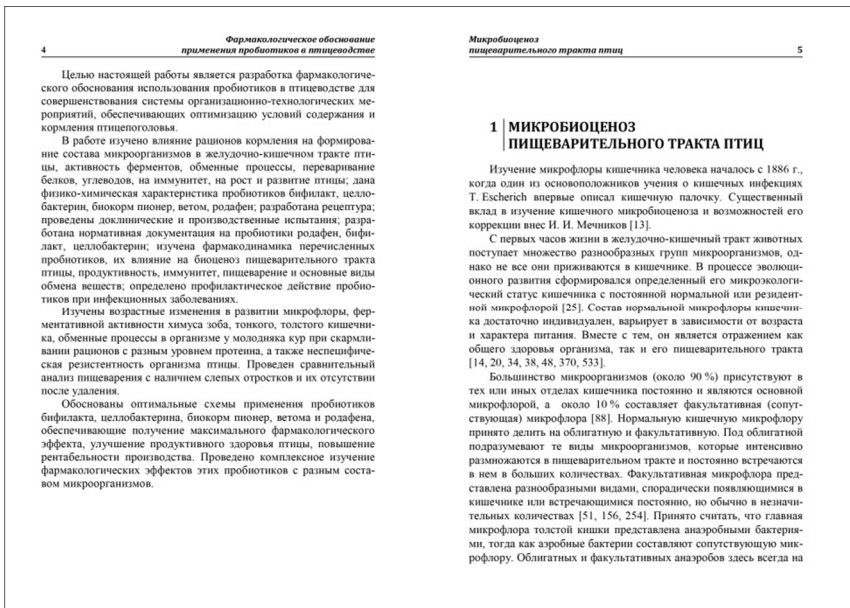 Фармакологическое обоснование
4 применения пробиотиков в птицеводстве
Целью настоящей работы является разработка фармакологиче-
ского обоснования использования пробиотиков в птицеводстве для
совершенствования системы организационно-технологических ме-
роприятий, обеспечивающих оптимизацию условий содержания и
кормления птицепоголовья.
В работе изучено влияние рационов кормления на формирова-
ние состава микроорганизмов в желудочно-кишечном тракте пти-
цы, активность ферментов, обменные процессы, переваривание
белков, углеводов, на иммунитет, на рост и развитие птицы; дана
физико-химическая характеристика пробиотиков бифилакт, целло-
бактерин, биокорм пионер, ветом, родафен; разработана рецептура;
проведены доклинические и производственные испытания; разра-
ботана нормативная документация на пробиотики родафен, бифи-
лакт, целлобактерин; изучена фармакодинамика перечисленных
пробиотиков, их влияние на биоценоз пищеварительного тракта
птицы, продуктивность, иммунитет, пищеварение и основные виды
обмена веществ; определено профилактическое действие пробио-
тиков при инфекционных заболеваниях.
Изучены возрастные изменения в развитии микрофлоры, фер-
ментативной активности химуса зоба, тонкого, толстого кишечни-
ка, обменные процессы в организме у молодняка кур при скармли-
вании рационов с разным уровнем протеина, а также неспецифиче-
ская резистентность организма птицы. Проведен сравнительный
анализ пищеварения с наличием слепых отростков и их отсутствии
после удаления.
Обоснованы оптимальные схемы применения пробиотиков
бифилакта, целлобактерина, биокорм пионер, ветома и родафена,
обеспечивающие получение максимального фармакологического
эффекта, улучшение продуктивного здоровья птицы, повышение
рентабельности производства. Проведено комплексное изучение
фармакологических эффектов этих пробиотиков с разным соста-
вом микроорганизмов.
Микробиоценоз
пищеварительного тракта птиц 5
1 МИКРОБИОЦЕНОЗ
ПИЩЕВАРИТЕЛЬНОГО ТРАКТА ПТИЦ
Изучение микрофлоры кишечника человека началось с 1886 г.,
когда один из основоположников учения о кишечных инфекциях
T. Escherich впервые описал кишечную палочку. Существенный
вклад в изучение кишечного микробиоценоза и возможностей его
коррекции внес И. И. Мечников [13].
С первых часов жизни в желудочно-кишечный тракт животных
поступает множество разнообразных групп микроорганизмов, од-
нако не все они приживаются в кишечнике. В процессе эволюци-
онного развития сформировался определенный его микроэкологи-
ческий статус кишечника с постоянной нормальной или резидент-
ной микрофлорой [25]. Состав нормальной микрофлоры кишечни-
ка достаточно индивидуален, варьирует в зависимости от возраста
и характера питания. Вместе с тем, он является отражением как
общего здоровья организма, так и его пищеварительного тракта
[14, 20, 34, 38, 48, 370, 533].
Большинство микроорганизмов (около 90 %) присутствуют в
тех или иных отделах кишечника постоянно и являются основной
микрофлорой, а около 10 % составляет факультативная (сопут-
ствующая) микрофлора [88]. Нормальную кишечную микрофлору
принято делить на облигатную и факультативную. Под облигатной
подразумевают те виды микроорганизмов, которые интенсивно
размножаются в пищеварительном тракте и постоянно встречаются
в нем в больших количествах. Факультативная микрофлора пред-
ставлена разнообразными видами, спорадически появляющимися в
кишечнике или встречающимися постоянно, но обычно в незначи-
тельных количествах [51, 156, 254]. Принято считать, что главная
микрофлора толстой кишки представлена анаэробными бактерия-
ми, тогда как аэробные бактерии составляют сопутствующую мик-
рофлору. Облигатных и факультативных анаэробов здесь всегда на